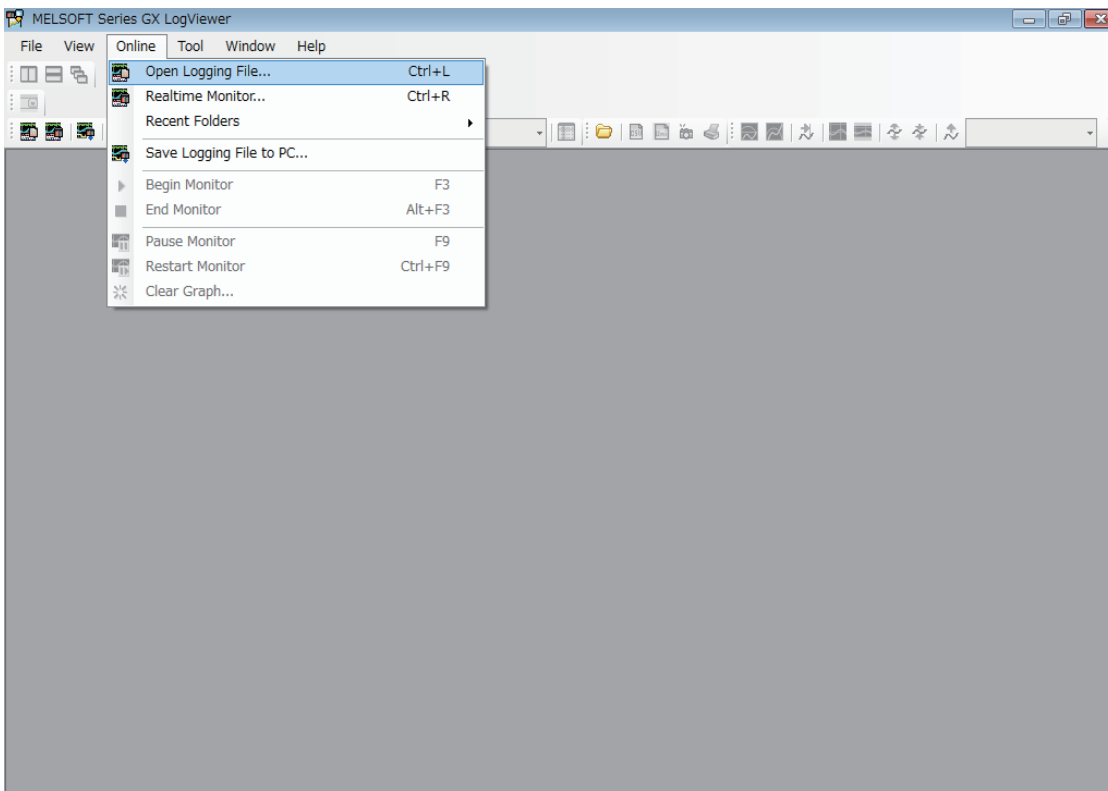 MELSOFT Series GX LogViewer
File View Online Tool Window Help
Open Logging File... Ctrl+L
Realtime Monitor... Ctrl+R
Recent Folders
Save Logging File to PC...
Begin Monitor F3
End Monitor Alt+F3
Pause Monitor F9
Restart Monitor Ctrl+F9
Clear Graph...